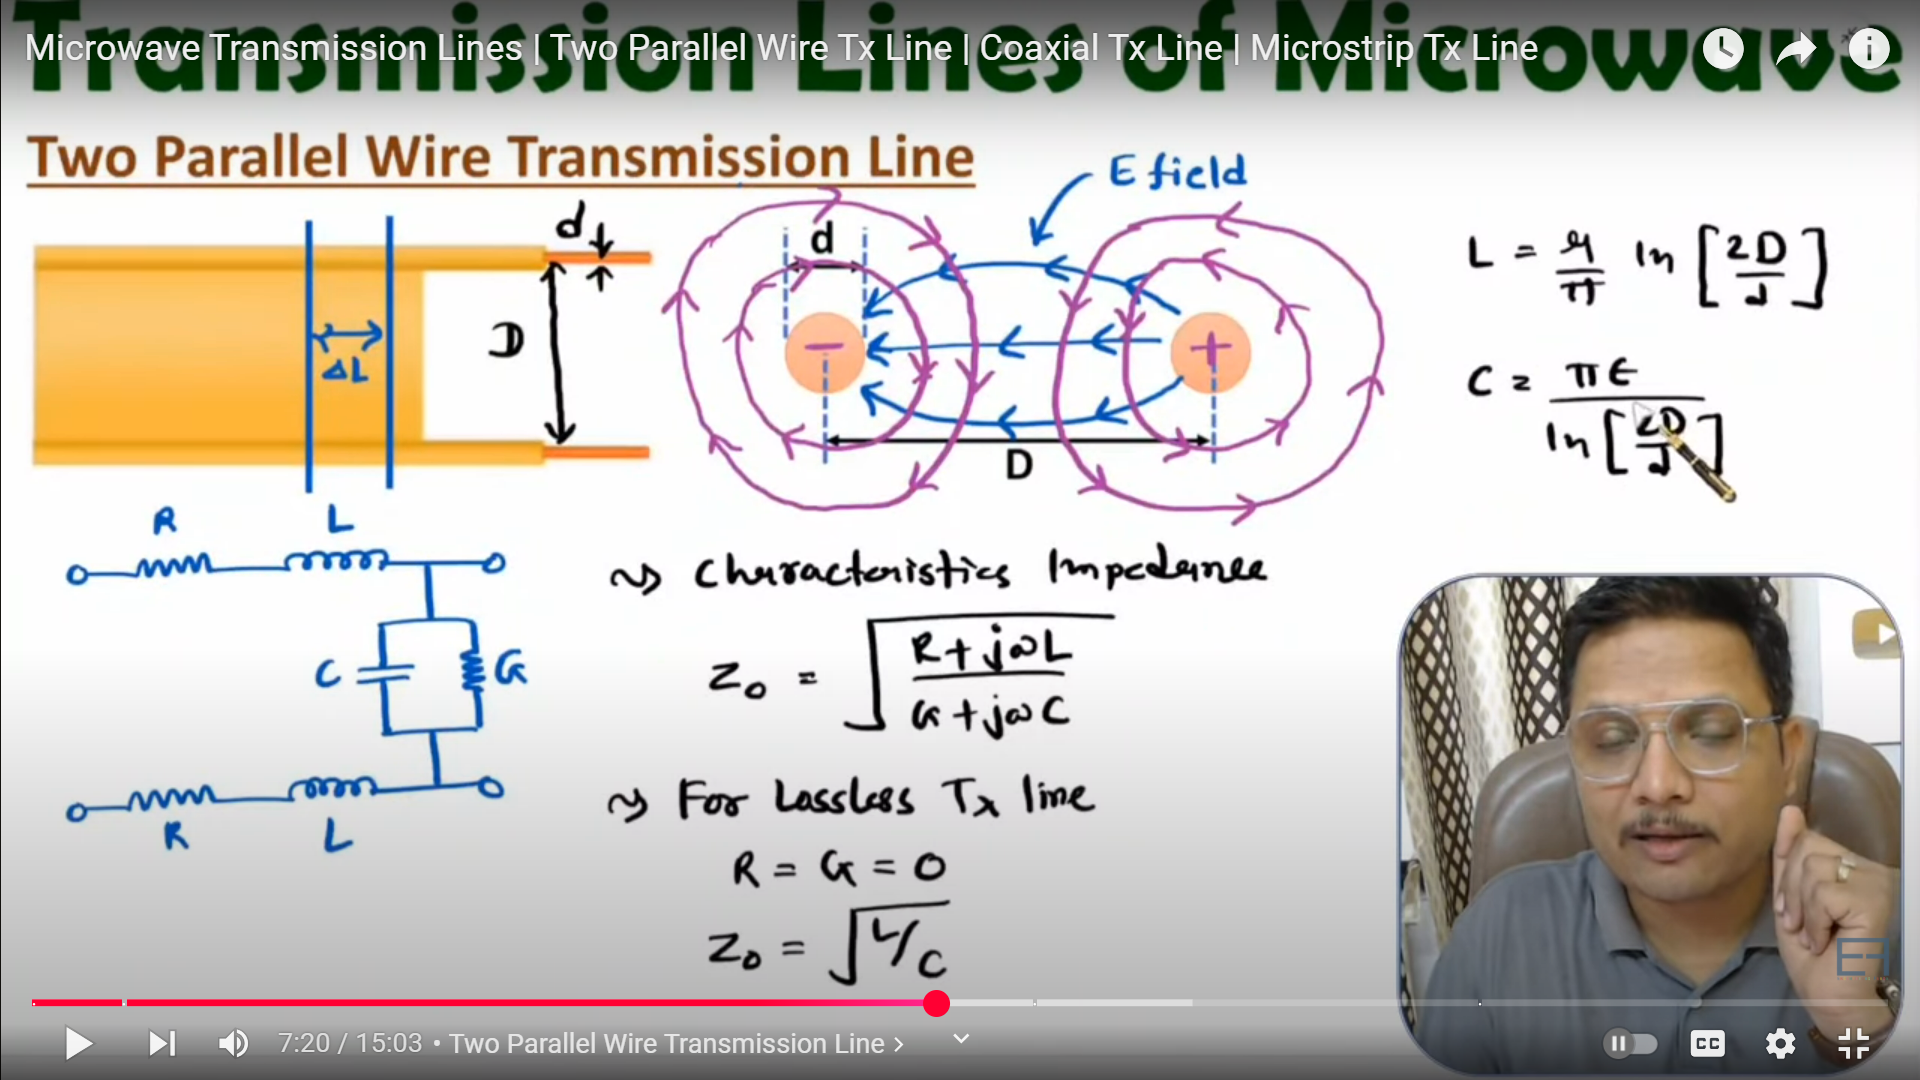 Transmission Lines of Microwave
Microwave Transmission Lines | Two Parallel Wire Tx Line | Coaxial Tx Line | Microstrip Tx Line
Two Parallel Wire Transmission Line
E field
d
d
D
ΔL
D
− +
L = μ/π ln [2D/d]
C = πε / ln [2D/d]
R L
C G
R L
~> Characteristics Impedance
Z₀ = √((R + jωL)/(G + jωC))
~> For Lossless Tx line
R = G = 0
Z₀ = √(L/C)
7:20 / 15:03 • Two Parallel Wire Transmission Line >
CC